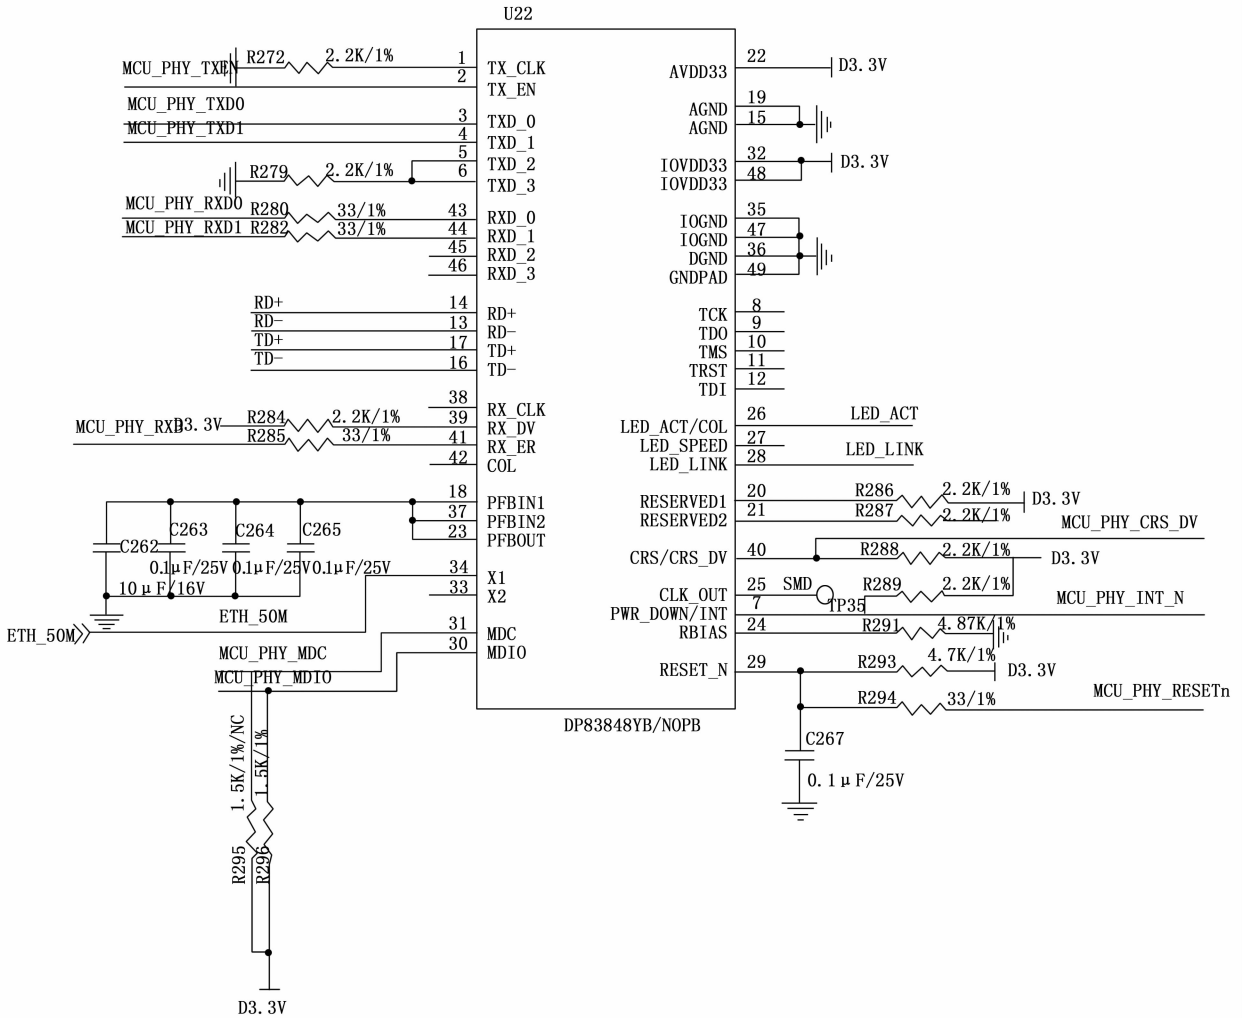 U22
R272 2.2K/1% 1 TX_CLK
MCU_PHY_TXEN 2 TX_EN
MCU_PHY_TXD0 3 TXD_0
MCU_PHY_TXD1 4 TXD_1
5 TXD_2
R279 2.2K/1% 6 TXD_3
MCU_PHY_RXD0 R280 33/1% 43 RXD_0
MCU_PHY_RXD1 R282 33/1% 44 RXD_1
45 RXD_2
46 RXD_3
RD+ 14 RD+
RD- 13 RD-
TD+ 17 TD+
TD- 16 TD-
38 RX_CLK
D3.3V R284 2.2K/1% 39 RX_DV
MCU_PHY_RXD R285 33/1% 41 RX_ER
42 COL
18 PFBIN1
37 PFBIN2
23 PFBOUT
C262 C263 C264 C265
10μF/16V 0.1μF/25V 0.1μF/25V 0.1μF/25V
34 X1
33 X2
ETH_50M
ETH_50M
31 MDC
30 MDIO
MCU_PHY_MDC
MCU_PHY_MDIO
1.5K/1%/NC
1.5K/1%
R295
R296
D3.3V
AVDD33 22 D3.3V
AGND 19
AGND 15
IOVDD33 32 D3.3V
IOVDD33 48
IOGND 35
IOGND 47
DGND 36
GNDPAD 49
TCK 8
TDO 9
TMS 10
TRST 11
TDI 12
LED_ACT/COL 26 LED_ACT
LED_SPEED 27
LED_LINK 28 LED_LINK
RESERVED1 20 R286 2.2K/1% D3.3V
RESERVED2 21 R287 2.2K/1%
MCU_PHY_CRS_DV
CRS/CRS_DV 40 R288 2.2K/1% D3.3V
CLK_OUT 25 SMD TP35 R289 2.2K/1%
PWR_DOWN/INT 7 MCU_PHY_INT_N
RBIAS 24 R291 4.87K/1%
RESET_N 29 R293 4.7K/1% D3.3V
R294 33/1% MCU_PHY_RESETn
C267
0.1μF/25V
DP83848YB/NOPB